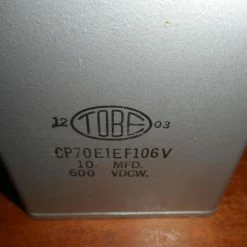 12 TOBE 03
CP70E1EF106V
10 MFD.
600 VDCW.